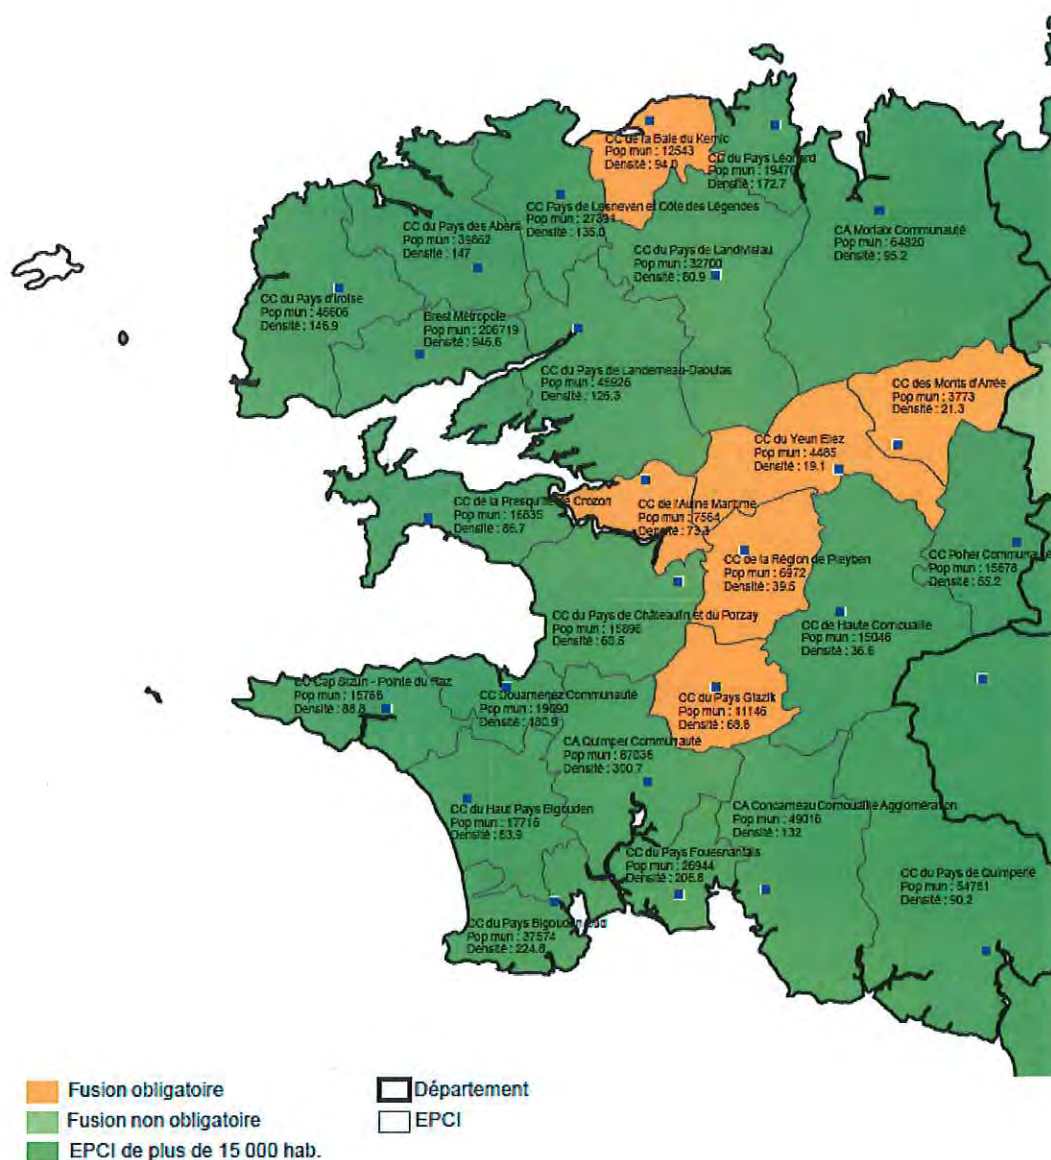 CC de la Baie du Kernic
Pop mun : 12543
Densité : 94.0
CC du Pays Léonard
Pop mun : 19470
Densité : 172.7
CC Pays de Lesneven et Côte des Légendes
Pop mun :
Densité : 135.0
CC du Pays des Abers
Pop mun : 39862
Densité : 147
CC du Pays de Landivisiau
Pop mun : 32700
Densité : 80.9
CA Morlaix Communauté
Pop mun : 64820
Densité : 95.2
CC du Pays d'Iroise
Pop mun : 46606
Densité : 146.9
Brest Métropole
Pop mun : 206719
Densité : 946.6
CC du Pays de Landerneau-Daoulas
Pop mun : 45926
Densité : 125.3
CC des Monts d'Arrée
Pop mun : 3773
Densité : 21.3
CC du Yeun Elez
Pop mun : 4485
Densité : 19.1
CC de la Presqu'île de Crozon
Pop mun : 16835
Densité : 86.7
CC de l'Aulne Maritime
Pop mun : 7564
Densité : 73.3
CC de la Région de Pleyben
Pop mun : 6972
Densité : 39.5
CC Poher Communauté
Pop mun : 15678
Densité : 55.2
CC du Pays de Châteaulin et du Porzay
Pop mun : 15896
Densité : 60.5
CC de Haute Cornouaille
Pop mun : 15046
Densité : 36.6
CC Cap Sizun - Pointe du Raz
Pop mun : 15766
Densité : 88.8
CC Douarnenez Communauté
Pop mun : 19690
Densité : 180.9
CC du Pays Glazik
Pop mun : 11146
Densité : 68.8
CA Quimper Communauté
Pop mun : 87036
Densité : 300.7
CC du Haut Pays Bigouden
Pop mun : 17716
Densité : 83.9
CA Concarneau Cornouaille Agglomération
Pop mun : 49016
Densité : 132
CC du Pays Fouesnantais
Pop mun : 26944
Densité : 206.8
CC du Pays de Quimperlé
Pop mun : 54761
Densité : 90.2
CC du Pays Bigouden Sud
Pop mun : 37574
Densité : 224.8
Fusion obligatoire
Fusion non obligatoire
EPCI de plus de 15 000 hab.
Département
EPCI